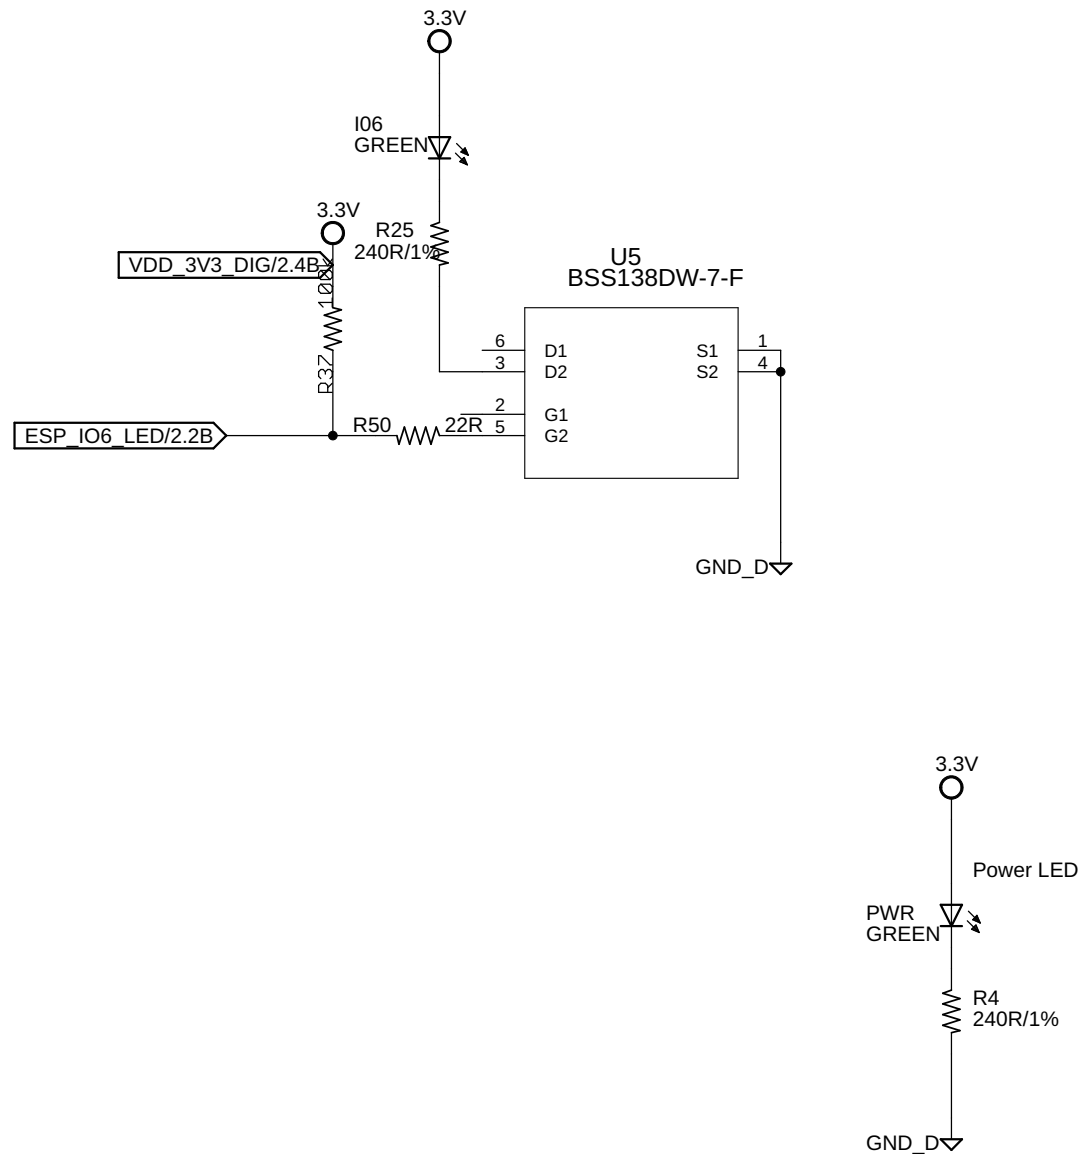 3.3V
I06
GREEN
3.3V
R25
240R/1%
VDD_3V3_DIG/2.4B
100K
R37
U5
BSS138DW-7-F
6
D1
S1
1
3
D2
S2
4
2
G1
ESP_IO6_LED/2.2B
R50
22R
5
G2
GND_D
3.3V
Power LED
PWR
GREEN
R4
240R/1%
GND_D